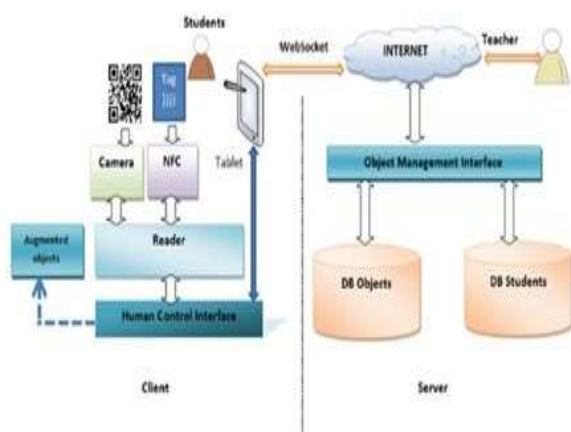 Students
WebSocket
INTERNET
Teacher
Tag
))))
Camera
NFC
Tablet
Object Management Interface
Augmented
objects
Reader
DB Objects
DB Students
Human Control Interface
Client
Server